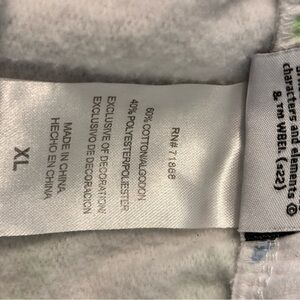 RN# 71868
60% COTTON/ALGODON
40% POLYESTER/POLIESTER
EXCLUSIVE OF DECORATION
EXCLUSIVO DE DECORACION
MADE IN CHINA
HECHO EN CHINA
XL
characters and elements ©
& ™ WBEI. (s22)